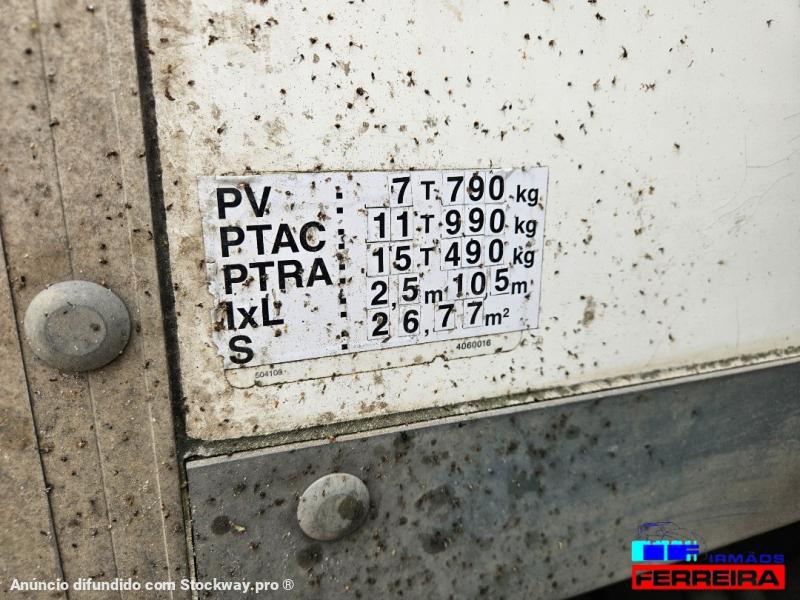 PV : 7 T 790 kg
PTAC : 11 T 990 kg
PTRA : 15 T 490 kg
lxL : 2,5 m 10 5 m
S : 26,77 m²
504109 4060016
IRMÃOS
FERREIRA
Anúncio difundido com Stockway.pro ®